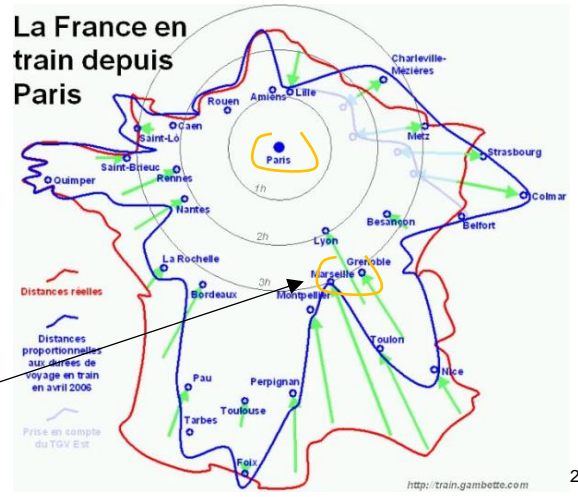 La France en
train depuis
Paris
Charleville-
Mézières
Lille
Amiens
Rouen
Caen
Saint-Lô
Metz
Paris
Strasbourg
Saint-Brieuc
Quimper
Rennes
1h
Colmar
Nantes
Besançon
Belfort
2h
Lyon
La Rochelle
Grenoble
3h
Marseille
Bordeaux
Montpellier
Distances réelles
Distances
proportionnelles
aux durées de
voyage en train
en avril 2006
Toulon
Nice
Pau
Perpignan
Toulouse
Tarbes
Prise en compte
du TGV Est
Foix
http://train.gambette.com
2